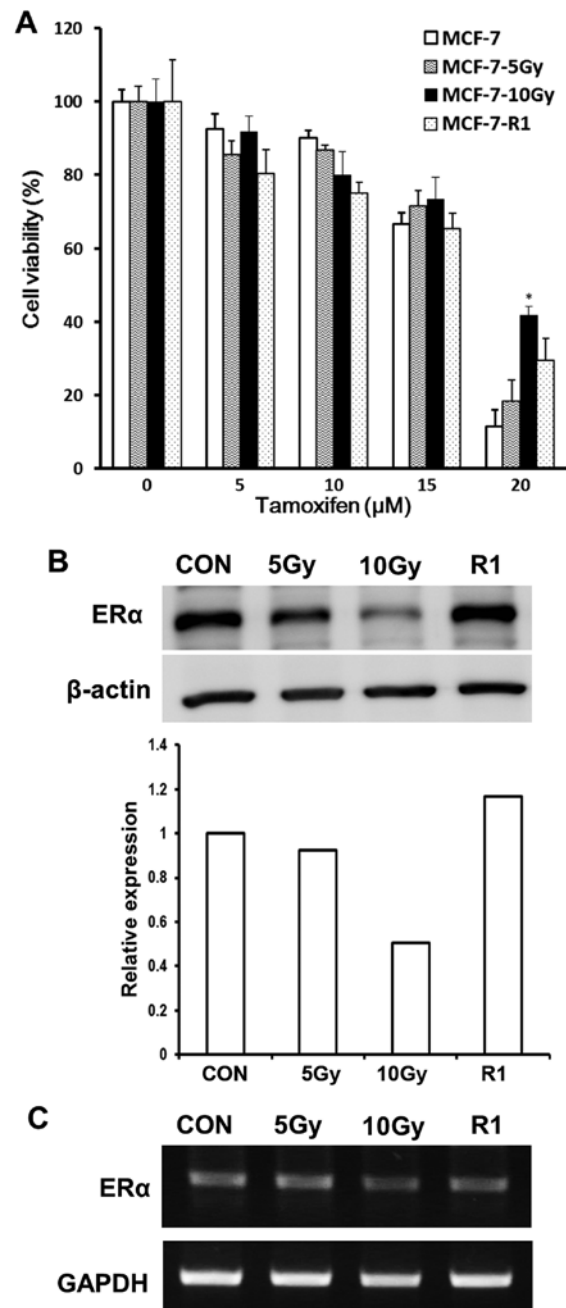 A
120
100
80
60
40
20
0
Cell viability (%)
MCF-7
MCF-7-5Gy
MCF-7-10Gy
MCF-7-R1
*
0 5 10 15 20
Tamoxifen (µM)
B
CON 5Gy 10Gy R1
ERα
β-actin
1.4
1.2
1
0.8
0.6
0.4
0.2
0
Relative expression
CON 5Gy 10Gy R1
C
CON 5Gy 10Gy R1
ERα
GAPDH